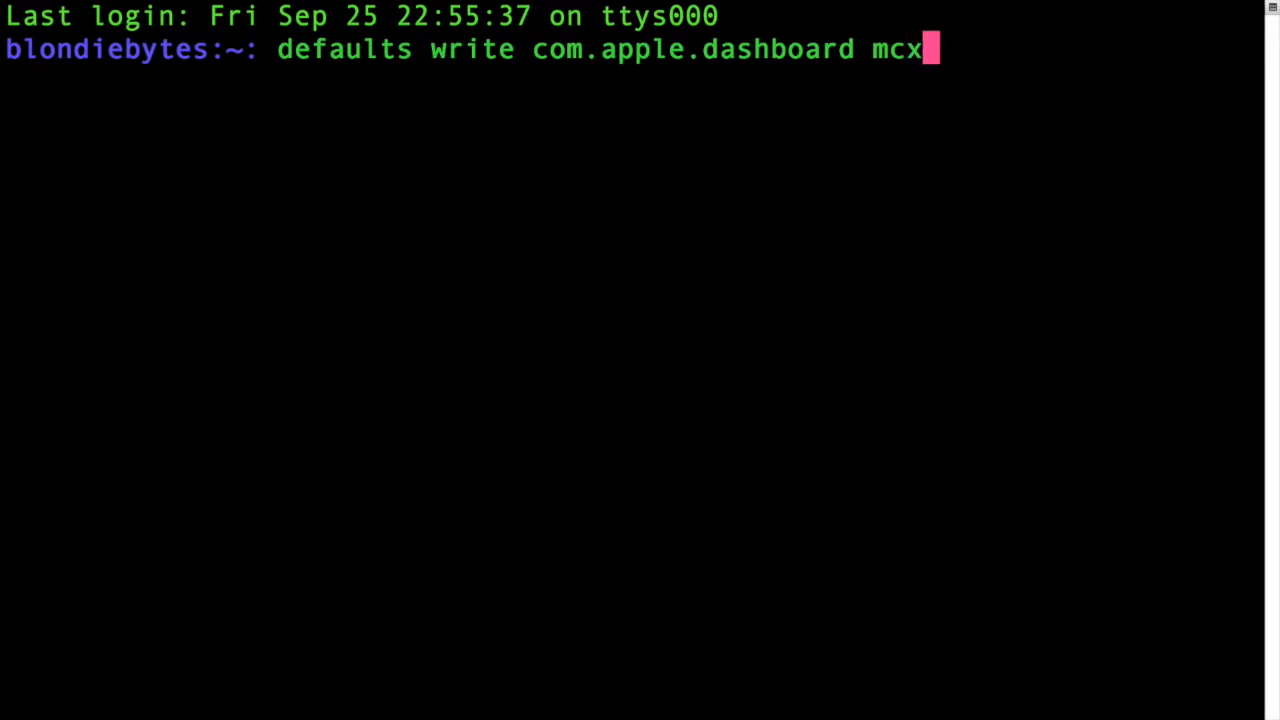 Last login: Fri Sep 25 22:55:37 on ttys000
blondiebytes:~: defaults write com.apple.dashboard mcx